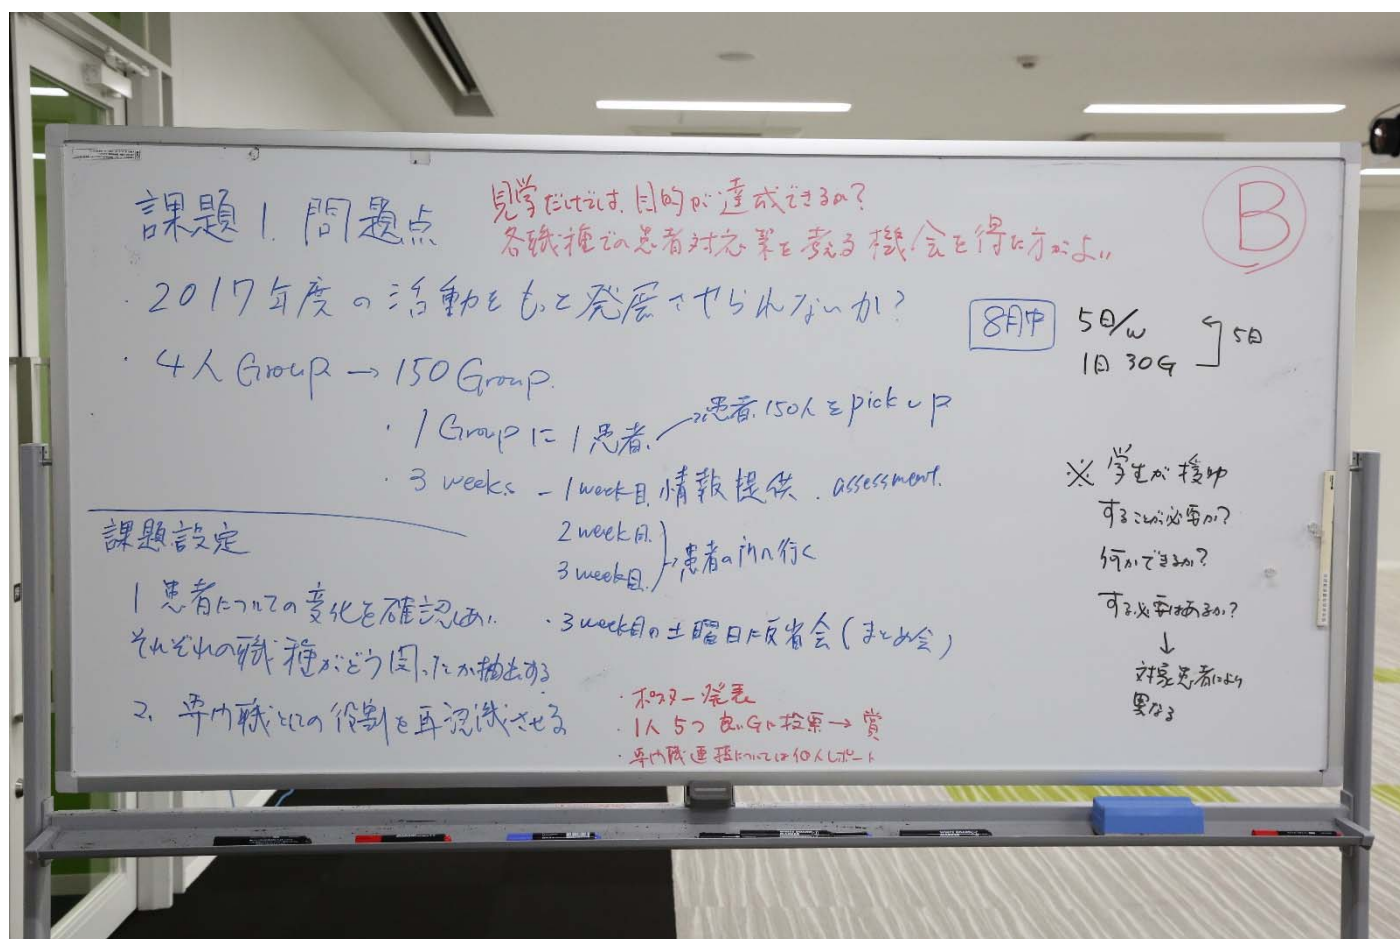 課題1. 問題点
見学だけでは、目的が達成できるか？
各職種での患者対応策を考える機会を得た方がよい
B
・2017年度の活動をもっと発展させられないか？
8月中
5日/w
1日 30G
5日
・4人Group→150Group.
・1Groupに1患者.→患者.150人をpick up
・3 weeks. -1week目.情報提供.assessment.
2week目.
3week目.
→患者の所へ行く
・3week目の土曜日に反省会(まとめ会)
課題設定
1 患者についての変化を確認しあい
それぞれの職種がどう関ったか抽出する
2. 専門職としての役割を再認識させる
・ポスター発表
・1人5つ良いGに投票→賞
・専門職連携については個人レポート
※学生が援助
することが必要か？
何ができるか？
する必要はあるか？
↓
対象患者により
異なる